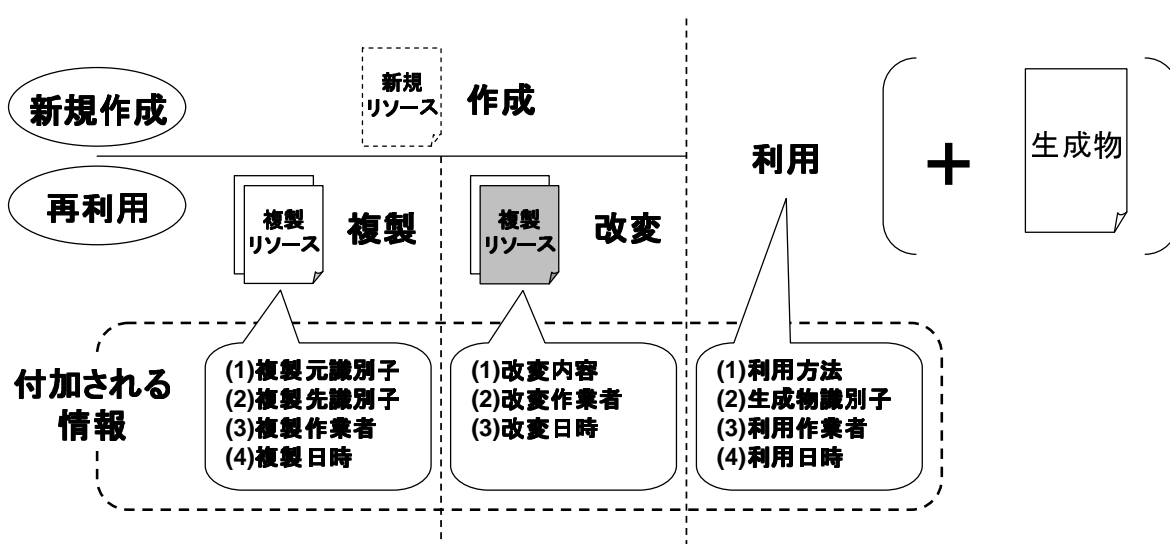 新規作成
新規
リソース
作成
利用
+
生成物
再利用
複製
リソース
複製
複製
リソース
改変
付加される
情報
(1)複製元識別子
(2)複製先識別子
(3)複製作業者
(4)複製日時
(1)改変内容
(2)改変作業者
(3)改変日時
(1)利用方法
(2)生成物識別子
(3)利用作業者
(4)利用日時